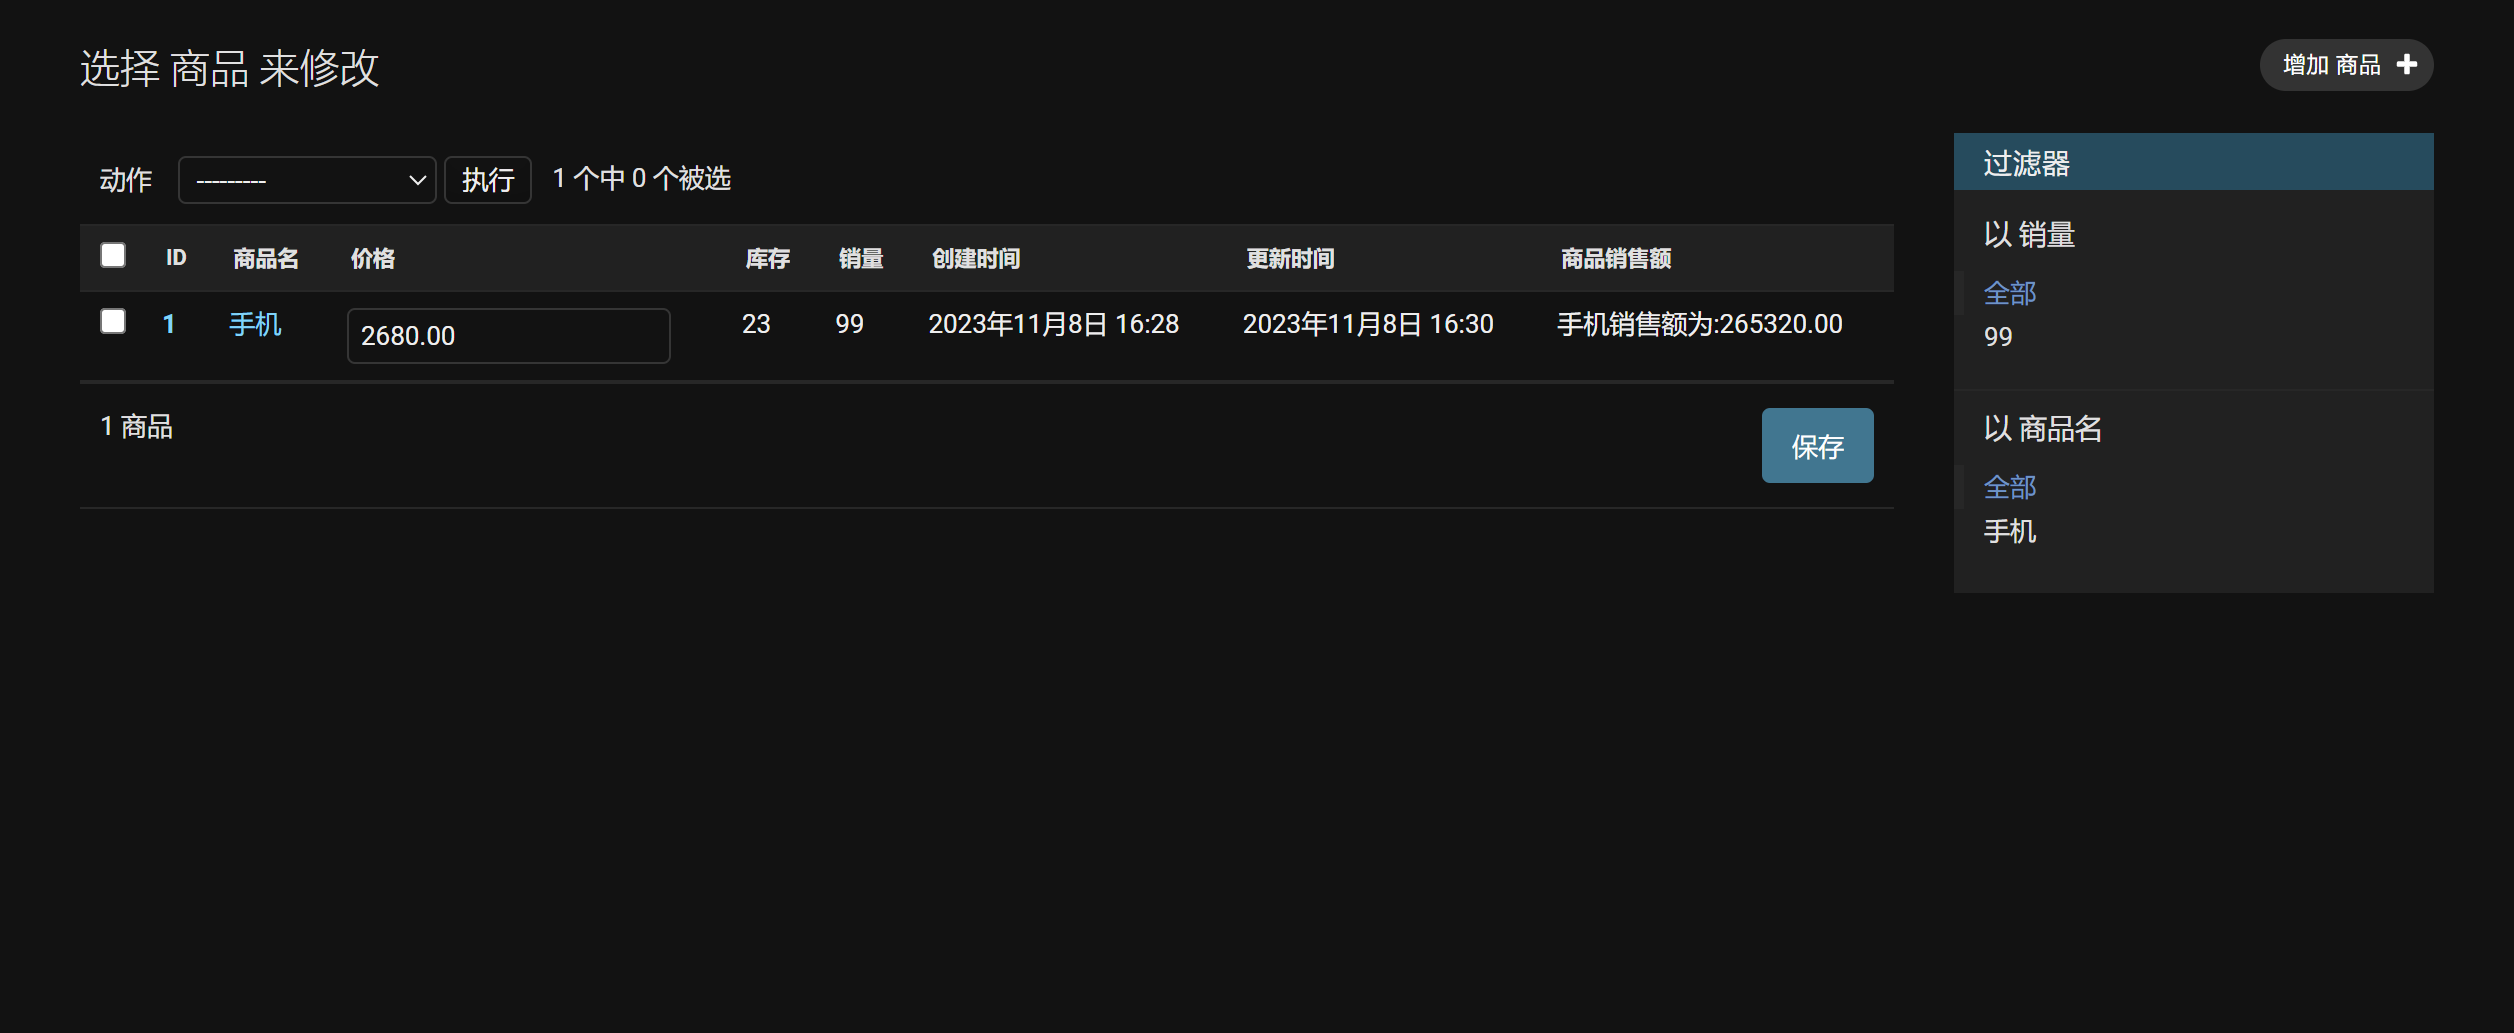 选择 商品 来修改
增加 商品
动作 --------- 执行 1 个中 0 个被选
ID 商品名 价格 库存 销量 创建时间 更新时间 商品销售额
1 手机 2680.00 23 99 2023年11月8日 16:28 2023年11月8日 16:30 手机销售额为:265320.00
1 商品
保存
过滤器
以 销量
全部
99
以 商品名
全部
手机